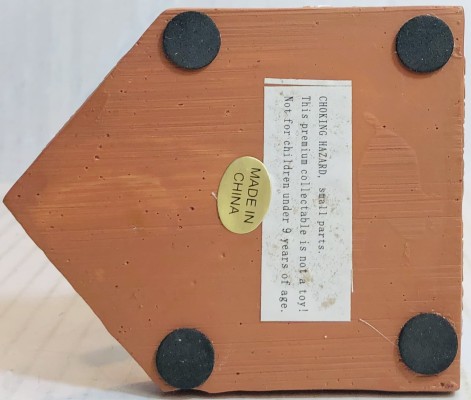 CHOKING HAZARD, small parts.
This premium collectable is not a toy!
Not for children under 9 years of age.
MADE IN
CHINA